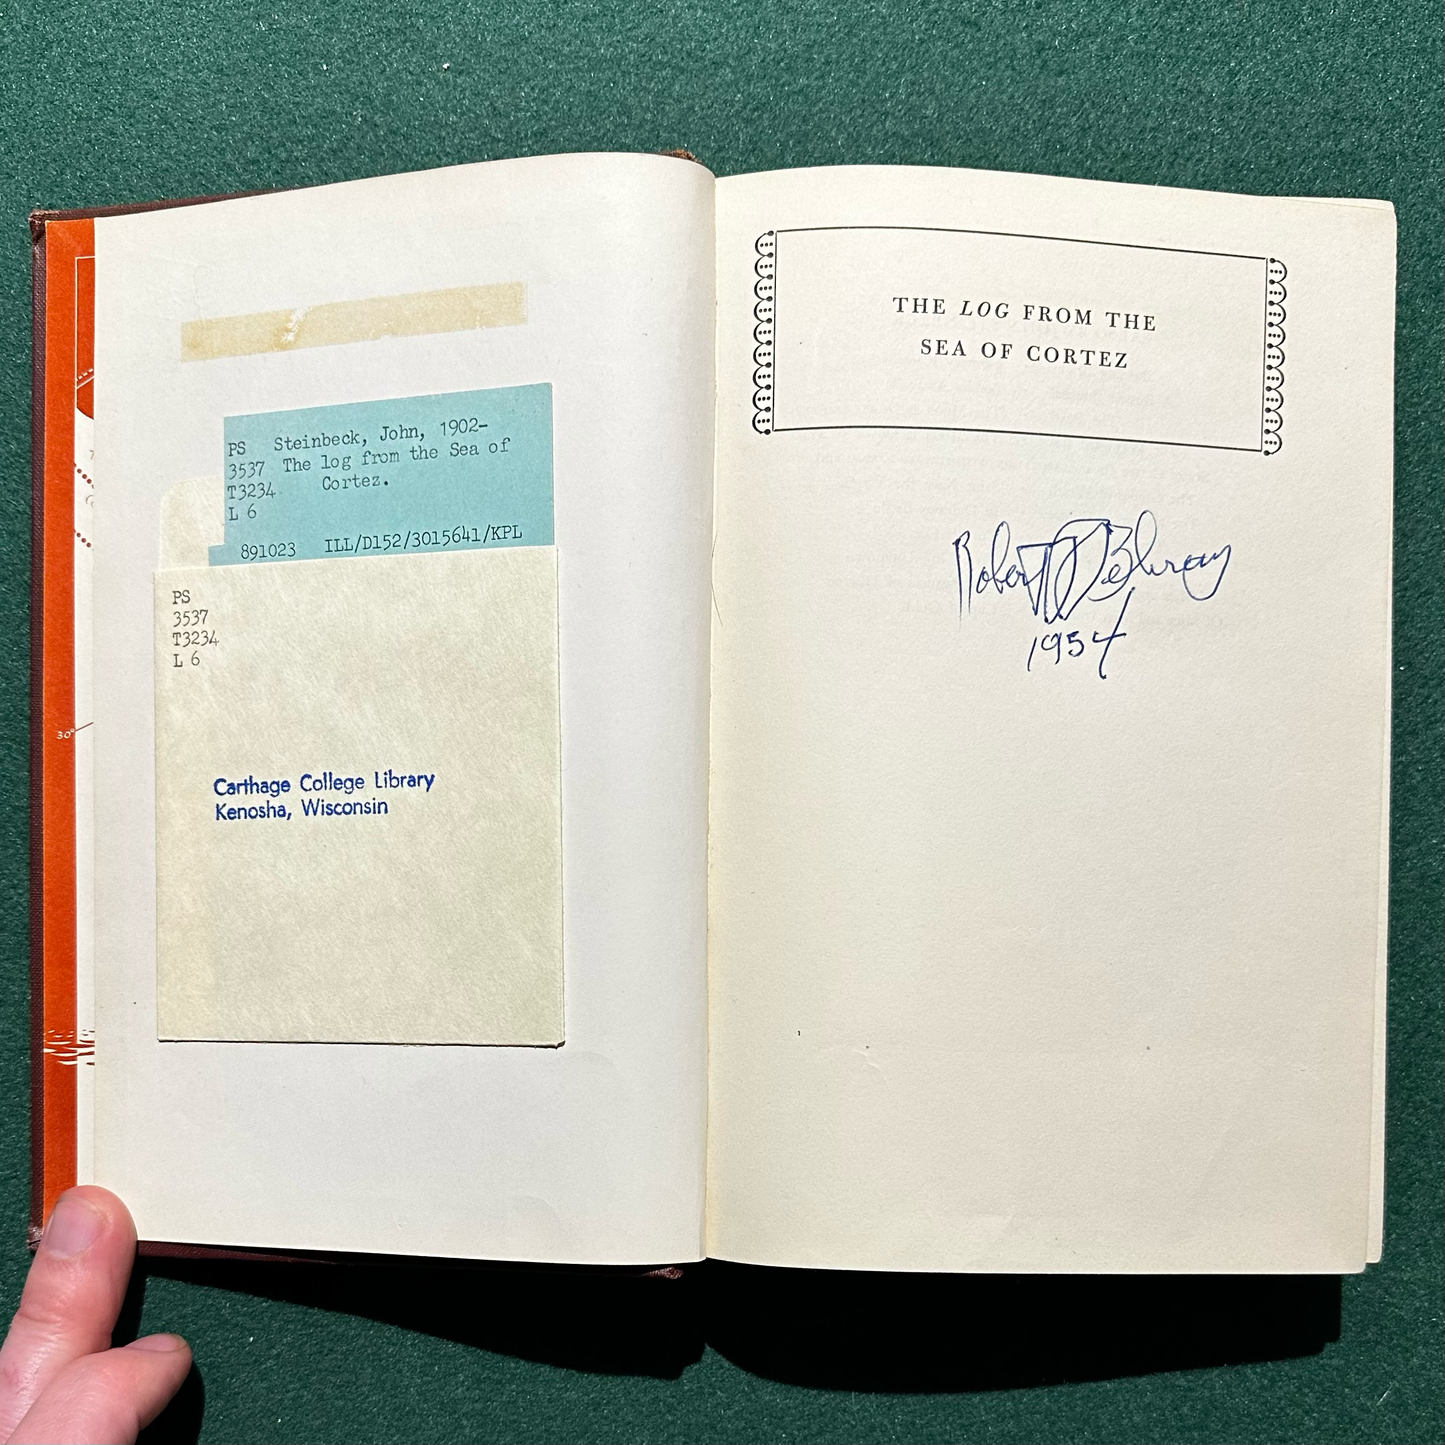 PS Steinbeck, John, 1902-
3537 The log from the Sea of
T3234 Cortez.
L 6
891023 ILL/D152/3015641/KPL
PS
3537
T3234
L 6
Carthage College Library
Kenosha, Wisconsin
30°
THE LOG FROM THE
SEA OF CORTEZ
Robert
1954